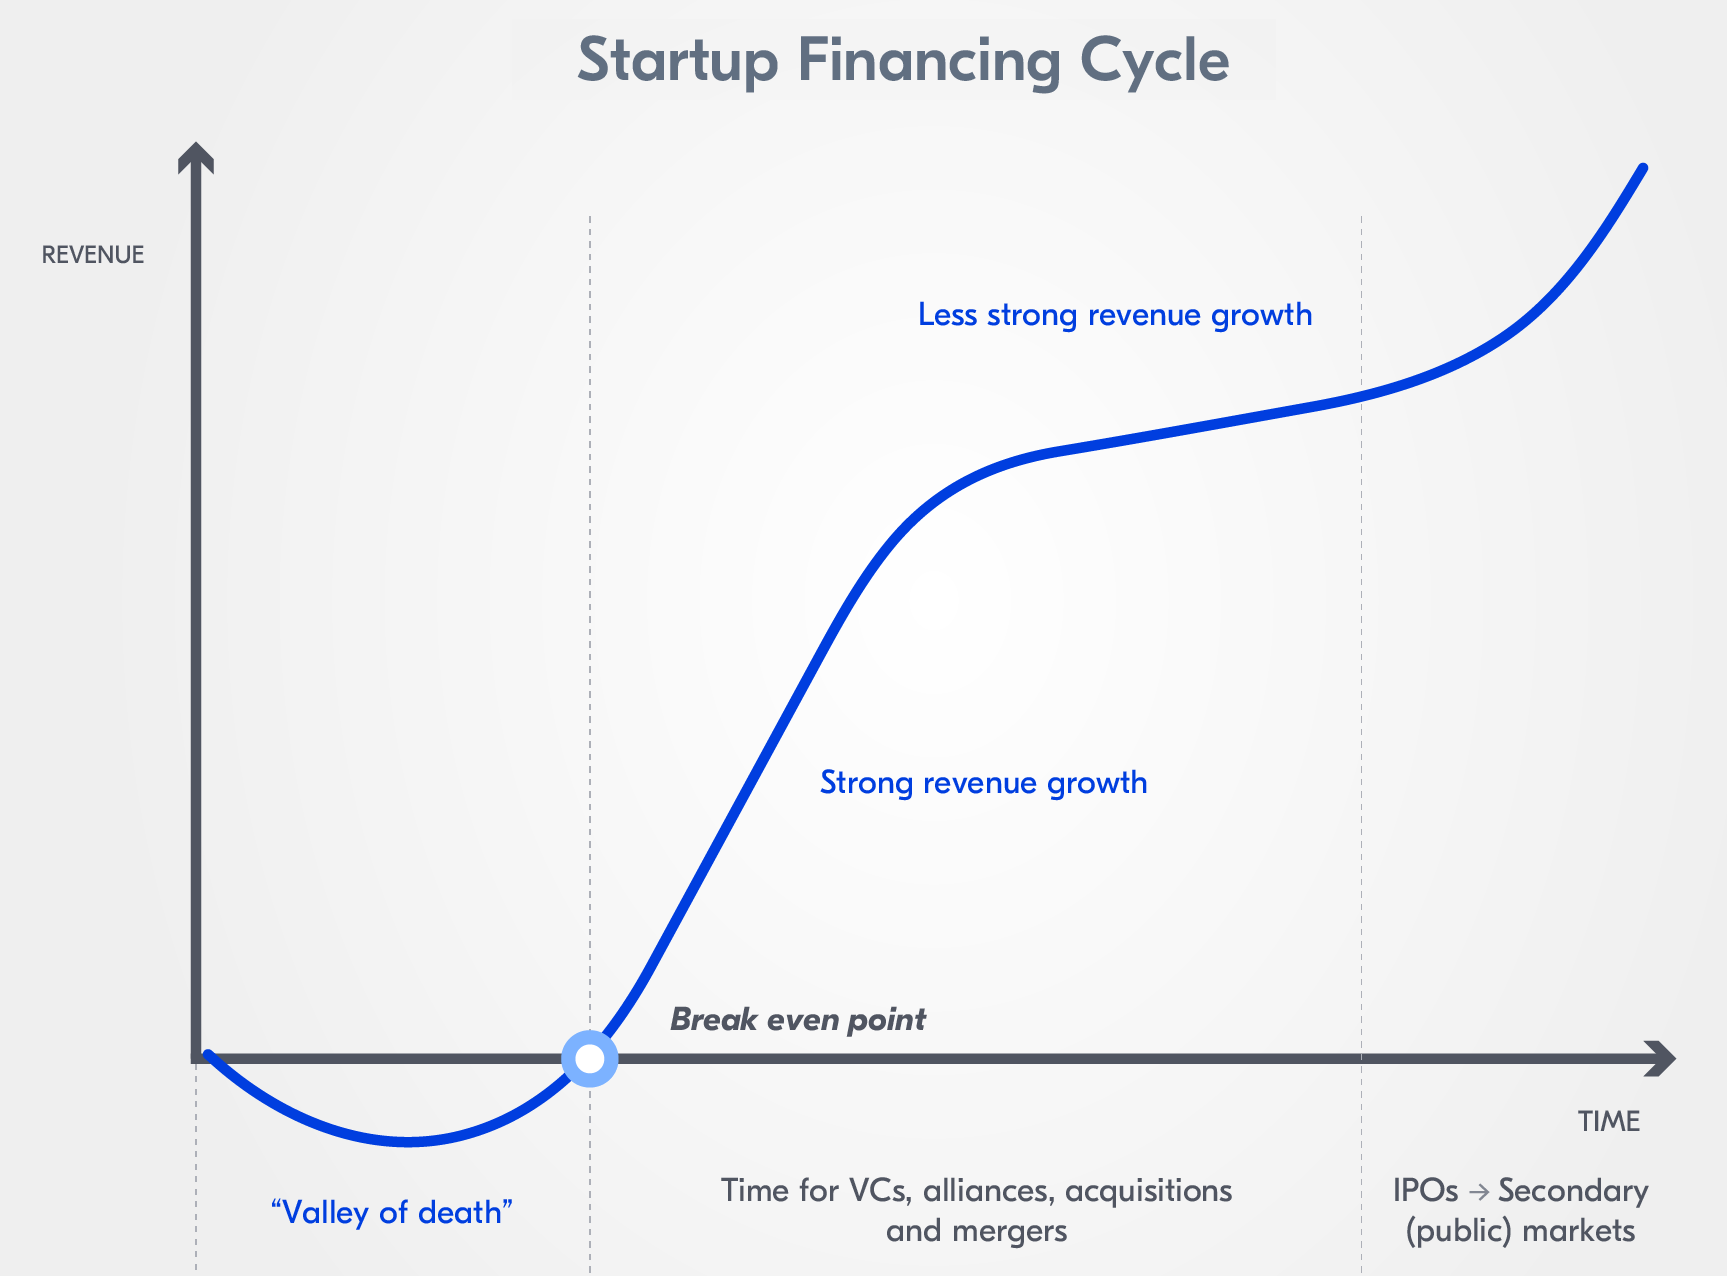 Startup Financing Cycle
REVENUE
Less strong revenue growth
Strong revenue growth
Break even point
TIME
“Valley of death”
Time for VCs, alliances, acquisitions
and mergers
IPOs → Secondary
(public) markets